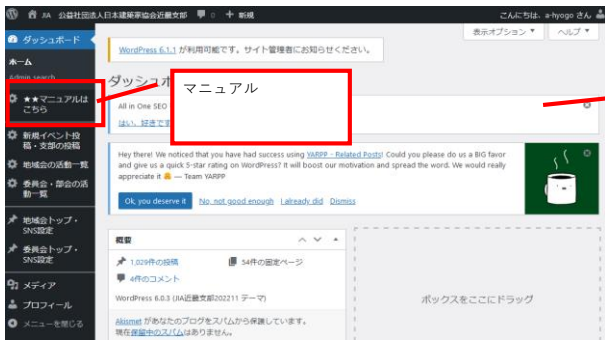 JIA 公益社団法人日本建築家協会近畿支部 0 + 新規 こんにちは、a-hyogo さん
表示オプション ▼ ヘルプ ▼
ダッシュボード
ホーム
Admin search
★★マニュアルはこちら
新規イベント投稿・支部の投稿
地域会の活動一覧
委員会・部会の活動一覧
地域会トップ・SNS設定
委員会トップ・SNS設定
メディア
プロフィール
メニューを閉じる
WordPress 6.1.1 が利用可能です。サイト管理者にお知らせください。
ダッシュボ
マニュアル
All in One SEO
はい、好きです
Hey there! We noticed that you have had success using YARPP - Related Posts! Could you please do us a BIG favor
and give us a quick 5-star rating on WordPress? It will boost our motivation and spread the word. We would really
appreciate it 😀 — Team YARPP
Ok, you deserve it No, not good enough I already did Dismiss
概要
1,029件の投稿 54件の固定ページ
4件のコメント
WordPress 6.0.3 (JIA近畿支部202211 テーマ)
Akismet があなたのブログをスパムから保護しています。
現在保留中のスパムはありません。
ボックスをここにドラッグ